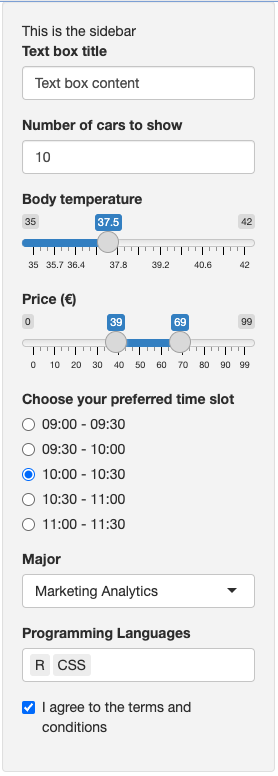 This is the sidebar
Text box title
Text box content
Number of cars to show
10
Body temperature
35 37.5 42
35 35.7 36.4 37.8 39.2 40.6 42
Price (€)
0 39 69 99
0 10 20 30 40 50 60 70 80 90 99
Choose your preferred time slot
09:00 - 09:30
09:30 - 10:00
10:00 - 10:30
10:30 - 11:00
11:00 - 11:30
Major
Marketing Analytics
Programming Languages
R CSS
I agree to the terms and
conditions